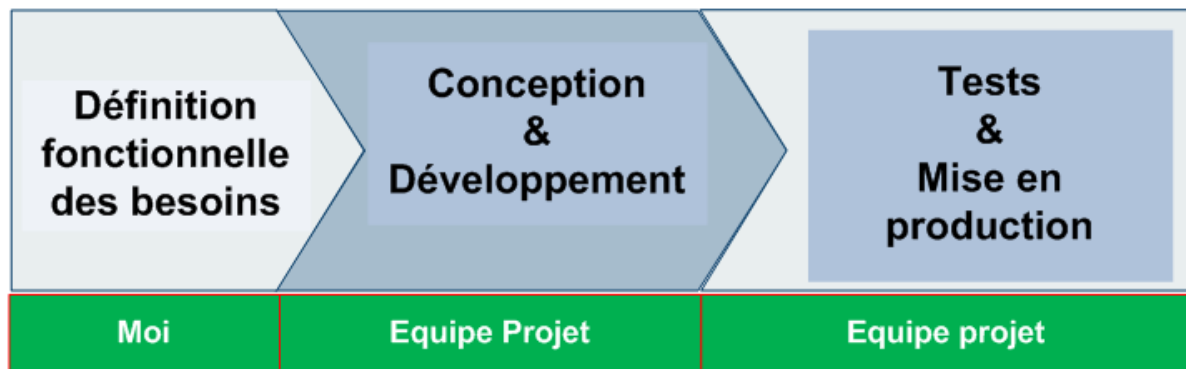 Définition
fonctionnelle
des besoins
Conception
&
Développement
Tests
&
Mise en
production
Moi
Equipe Projet
Equipe projet